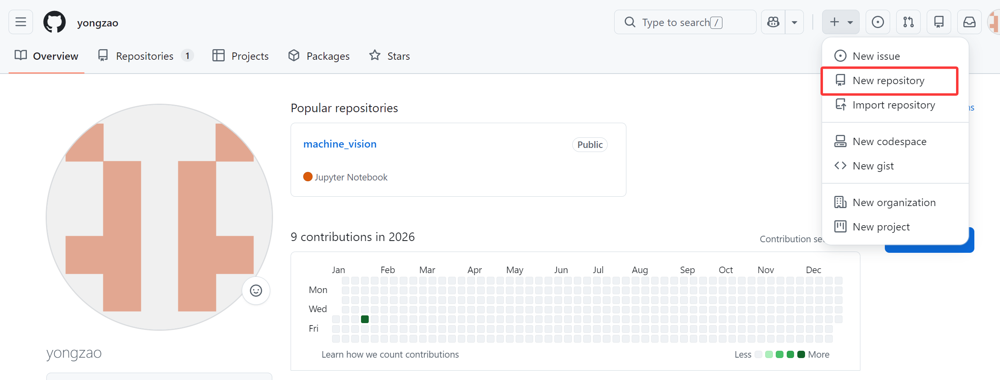 yongzao
Type to search /
Overview
Repositories 1
Projects
Packages
Stars
New issue
New repository
Import repository
New codespace
New gist
New organization
New project
Popular repositories
machine_vision
Public
Jupyter Notebook
9 contributions in 2026
Contribution
Jan Feb Mar Apr May Jun Jul Aug Sep Oct Nov Dec
Mon
Wed
Fri
Learn how we count contributions
Less More
yongzao